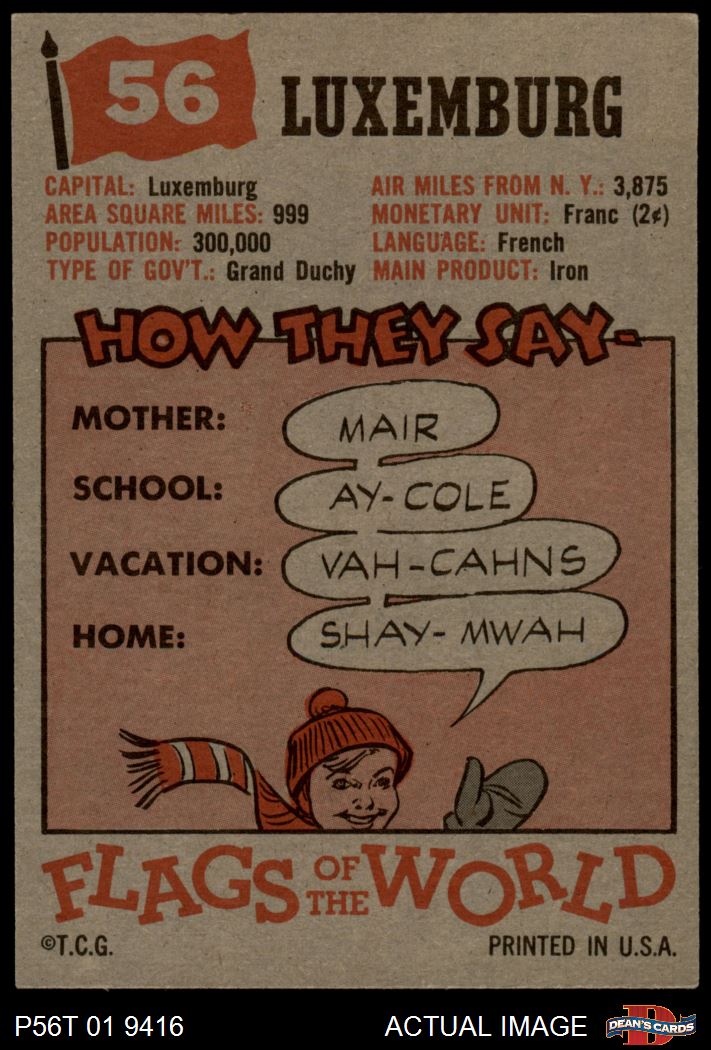 56 LUXEMBURG
CAPITAL: Luxemburg
AREA SQUARE MILES: 999
POPULATION: 300,000
TYPE OF GOV'T.: Grand Duchy
AIR MILES FROM N. Y.: 3,875
MONETARY UNIT: Franc (2¢)
LANGUAGE: French
MAIN PRODUCT: Iron
HOW THEY SAY-
MOTHER: MAIR
SCHOOL: AY-COLE
VACATION: VAH-CAHNS
HOME: SHAY-MWAH
FLAGS OF THE WORLD
©T.C.G. PRINTED IN U.S.A.
P56T 01 9416 ACTUAL IMAGE D DEAN'S CARDS